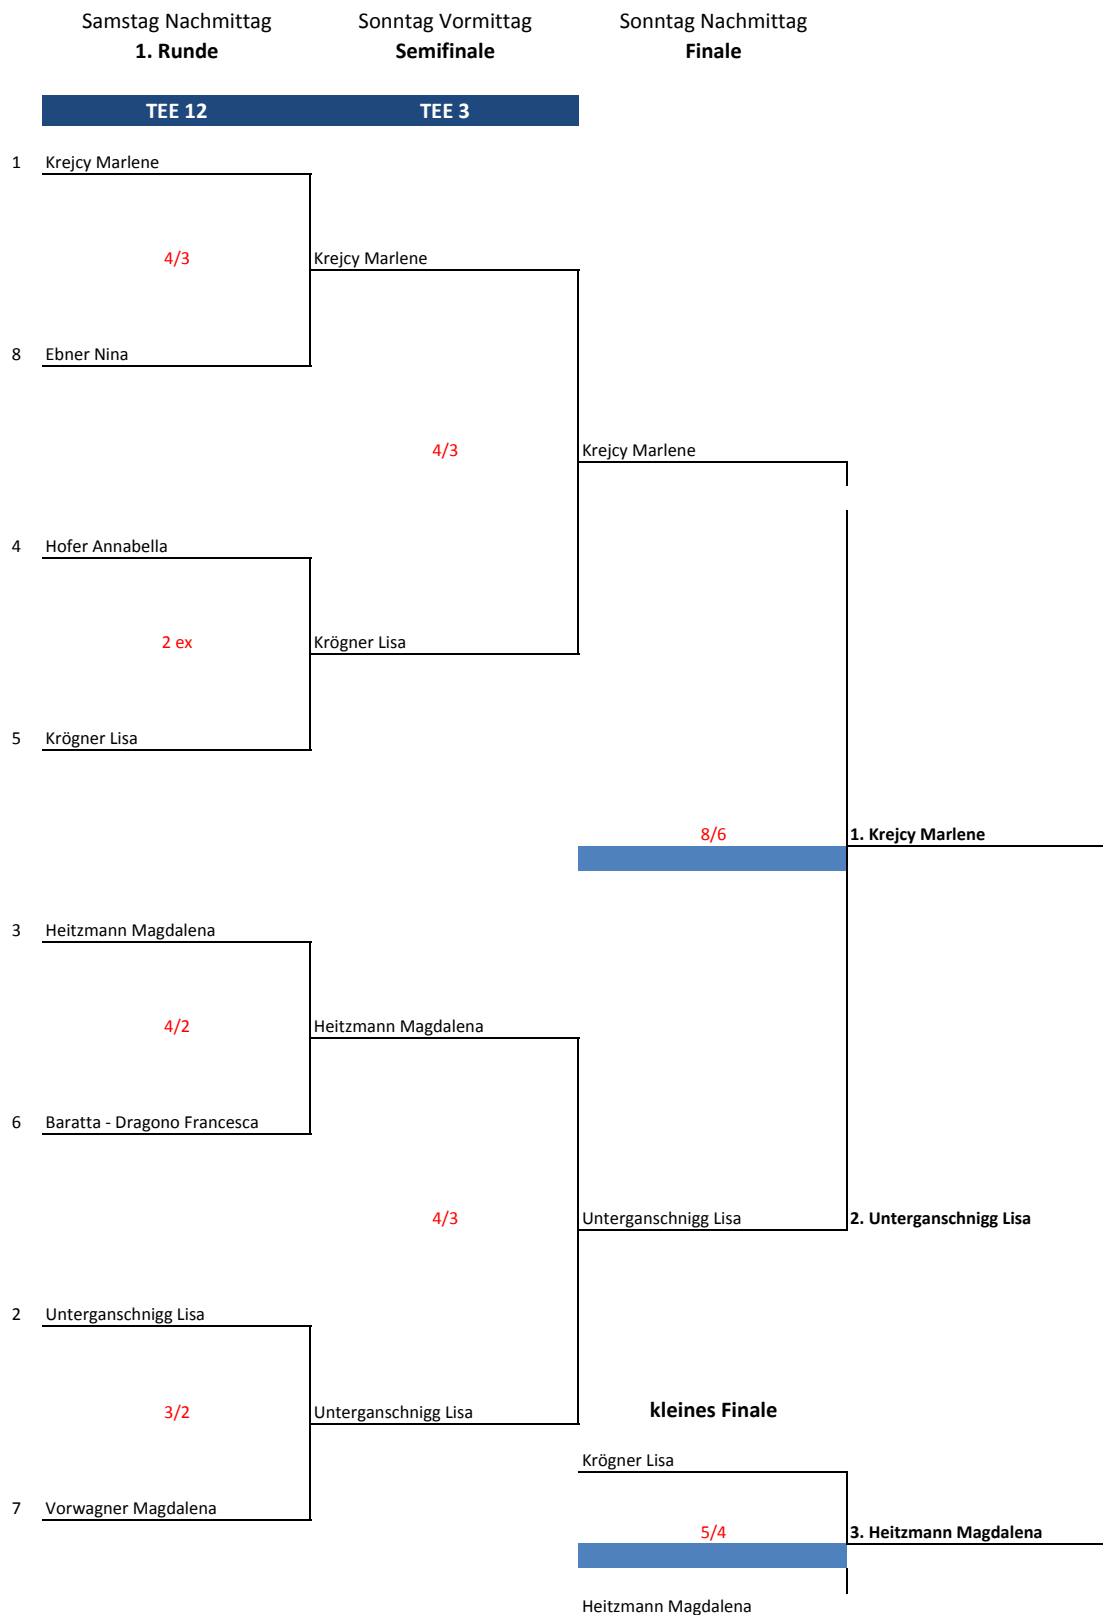 Samstag Nachmittag Sonntag Vormittag Sonntag Nachmittag
1. Runde Semifinale Finale
TEE 12 TEE 3
1 Krejcy Marlene
4/3 Krejcy Marlene
8 Ebner Nina
4/3 Krejcy Marlene
4 Hofer Annabella
2 ex Krögner Lisa
5 Krögner Lisa
8/6 1. Krejcy Marlene
3 Heitzmann Magdalena
4/2 Heitzmann Magdalena
6 Baratta - Dragono Francesca
4/3 Unterganschnigg Lisa 2. Unterganschnigg Lisa
2 Unterganschnigg Lisa
3/2 Unterganschnigg Lisa kleines Finale
Krögner Lisa
7 Vorwagner Magdalena
5/4 3. Heitzmann Magdalena
Heitzmann Magdalena